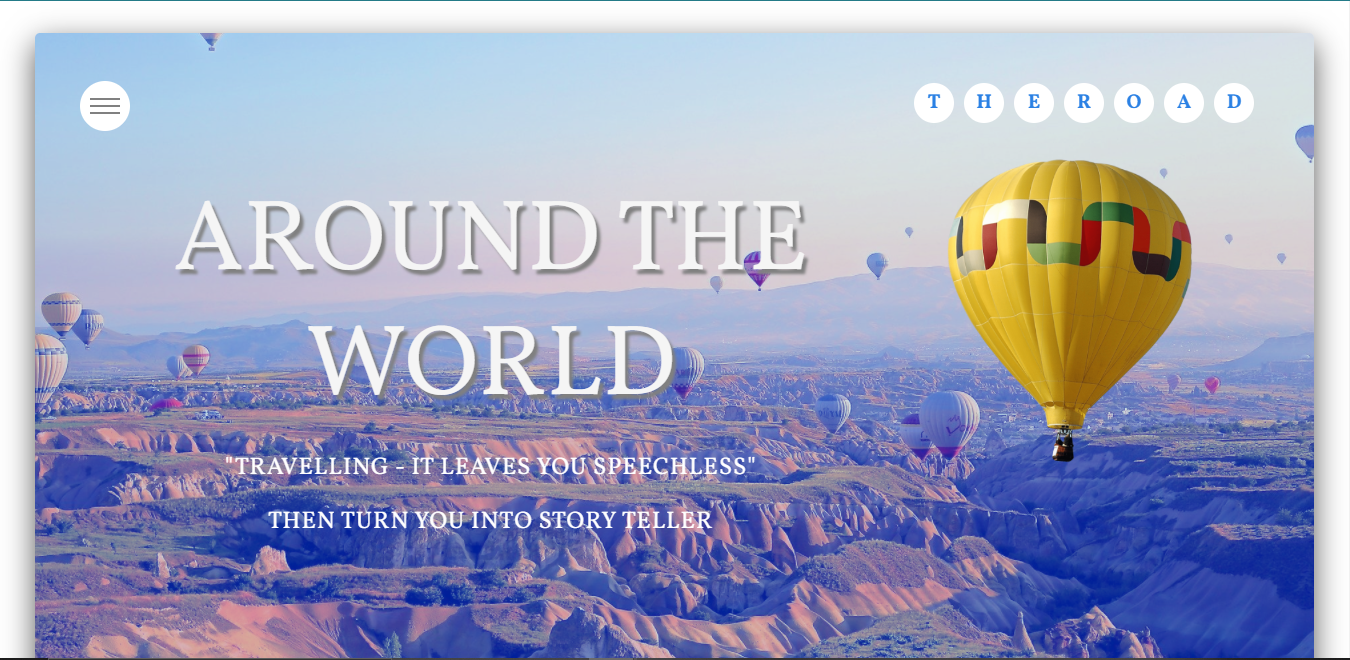 T H E R O A D
AROUND THE
WORLD
"TRAVELLING - IT LEAVES YOU SPEECHLESS"
THEN TURN YOU INTO STORY TELLER